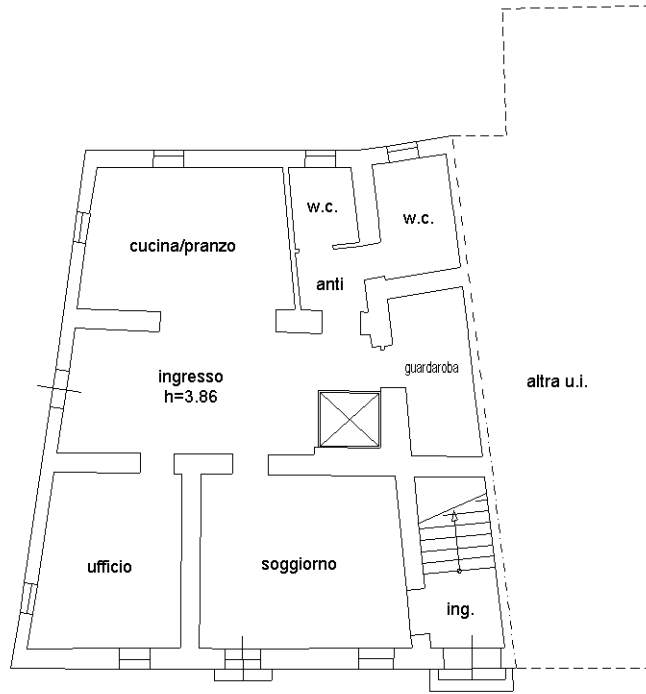 w.c.
w.c.
cucina/pranzo
anti
ingresso
h=3.86
guardaroba
altra u.i.
ufficio
soggiorno
ing.